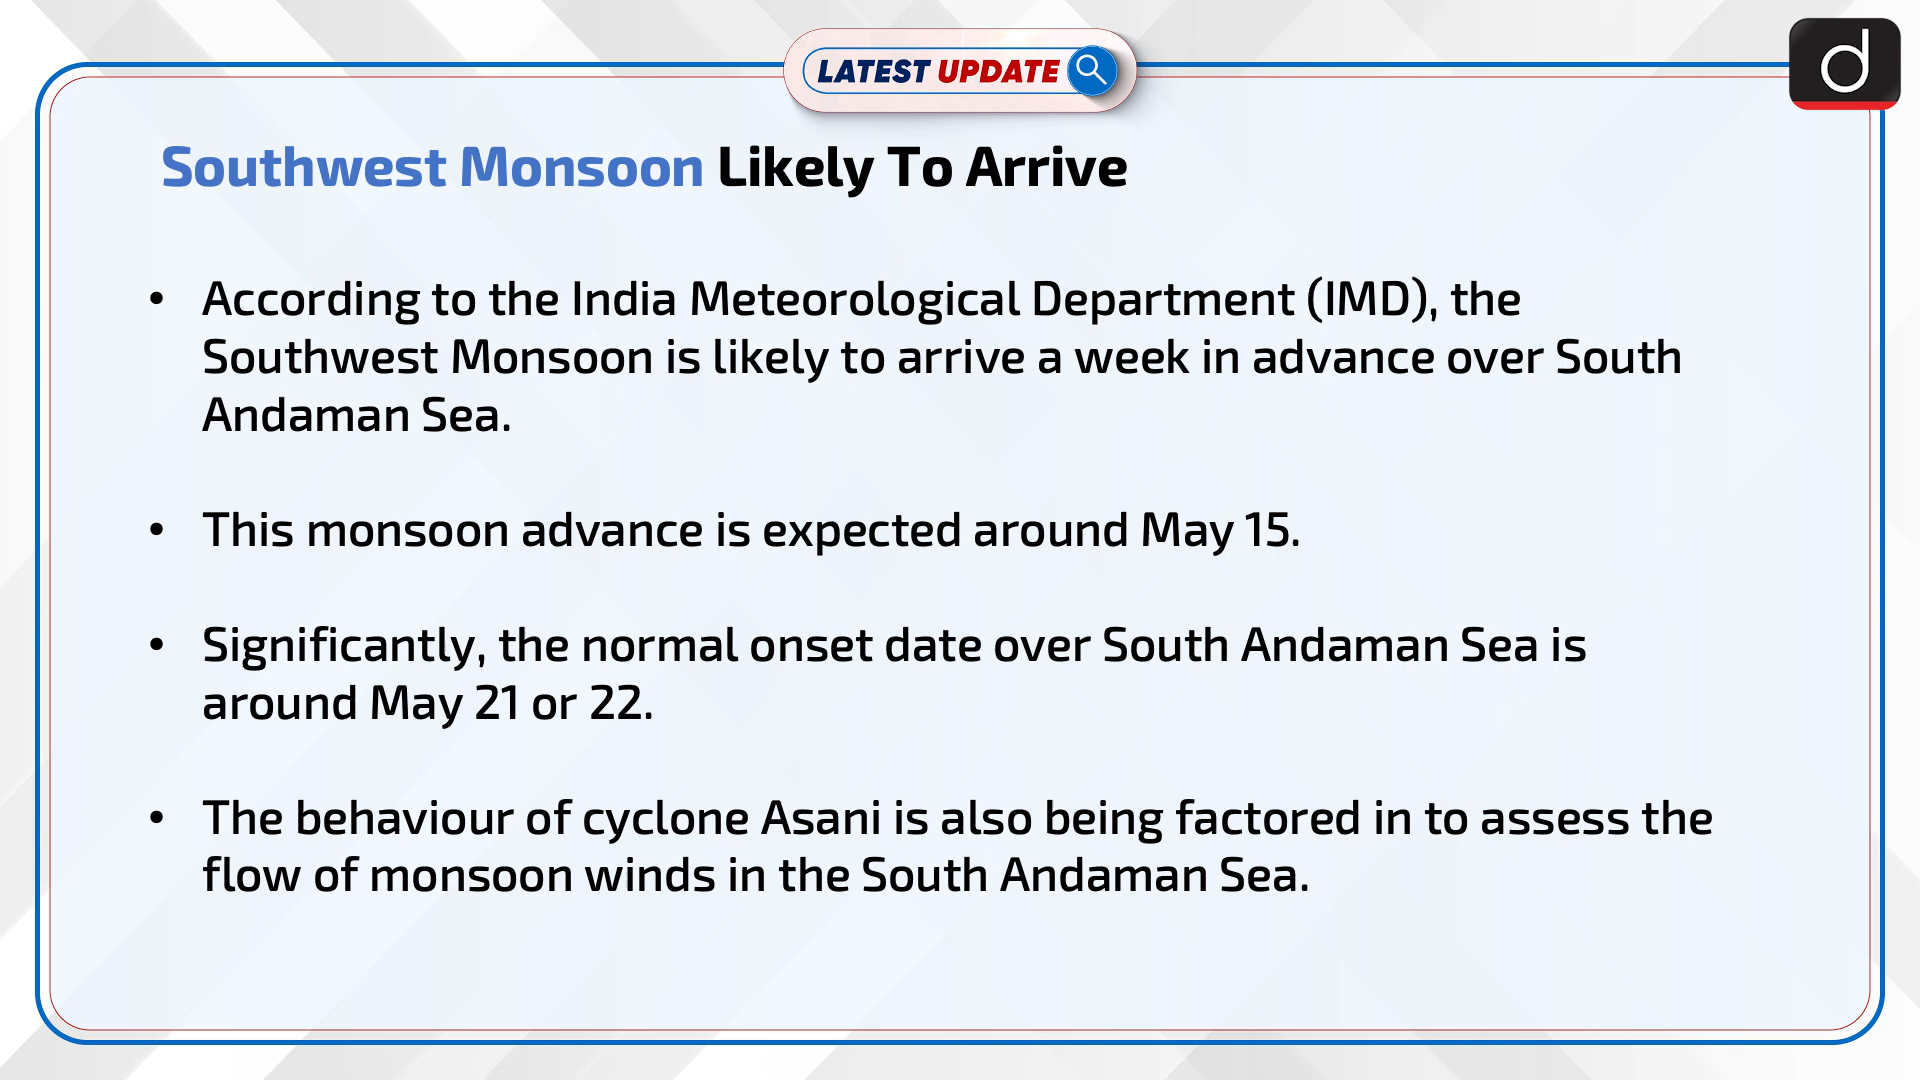 LATEST UPDATE
d
Southwest Monsoon Likely To Arrive
• According to the India Meteorological Department (IMD), the
Southwest Monsoon is likely to arrive a week in advance over South
Andaman Sea.
• This monsoon advance is expected around May 15.
• Significantly, the normal onset date over South Andaman Sea is
around May 21 or 22.
• The behaviour of cyclone Asani is also being factored in to assess the
flow of monsoon winds in the South Andaman Sea.